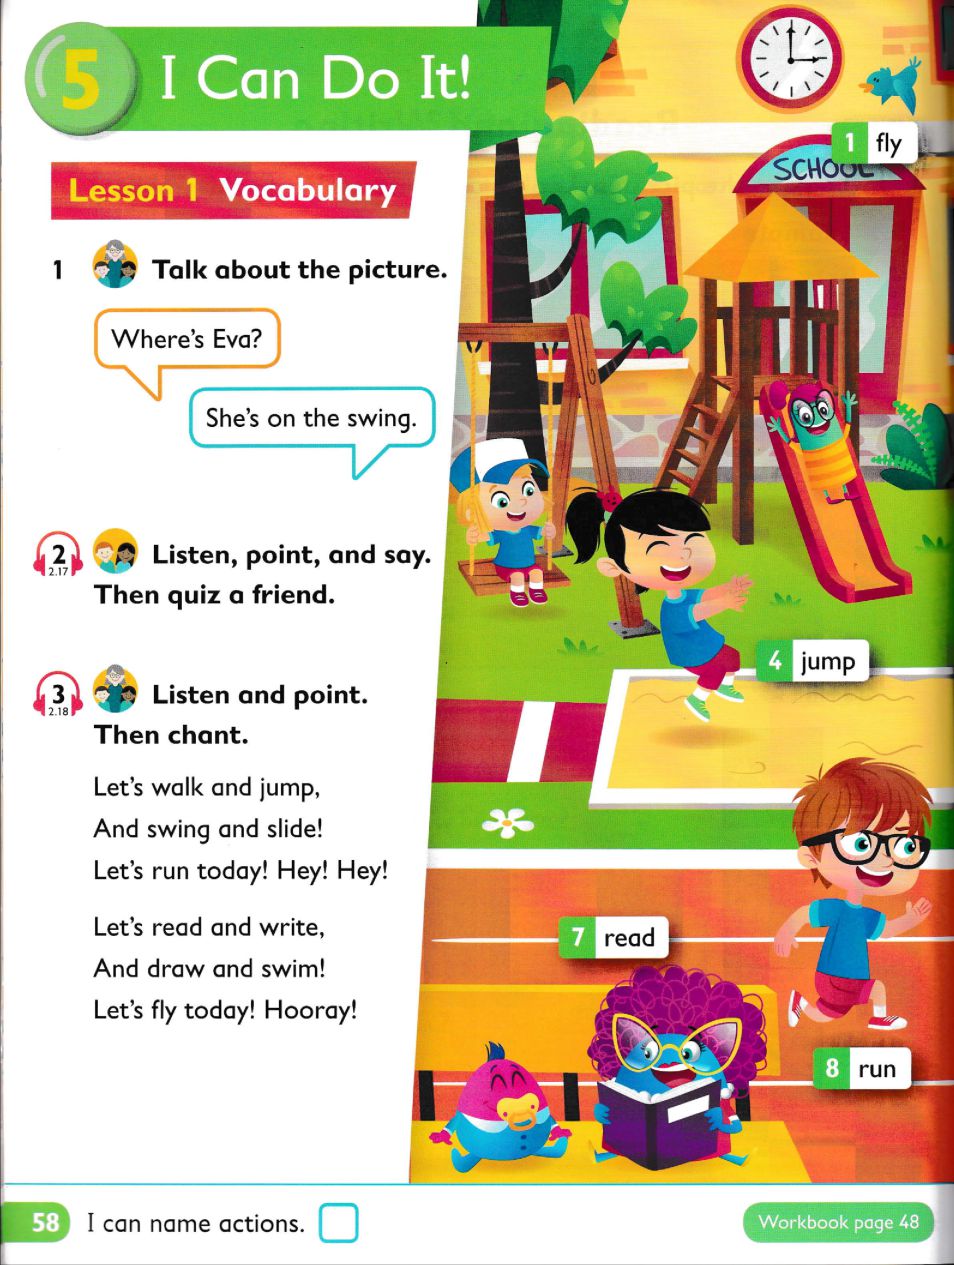 5 I Can Do It!
Lesson 1 Vocabulary
1 Talk about the picture.
Where's Eva?
She's on the swing.
2 Listen, point, and say.
2.17
Then quiz a friend.
3 Listen and point.
2.18
Then chant.
Let's walk and jump,
And swing and slide!
Let's run today! Hey! Hey!
Let's read and write,
And draw and swim!
Let's fly today! Hooray!
1 fly
SCHOOL
4 jump
7 read
8 run
58 I can name actions.
Workbook page 48